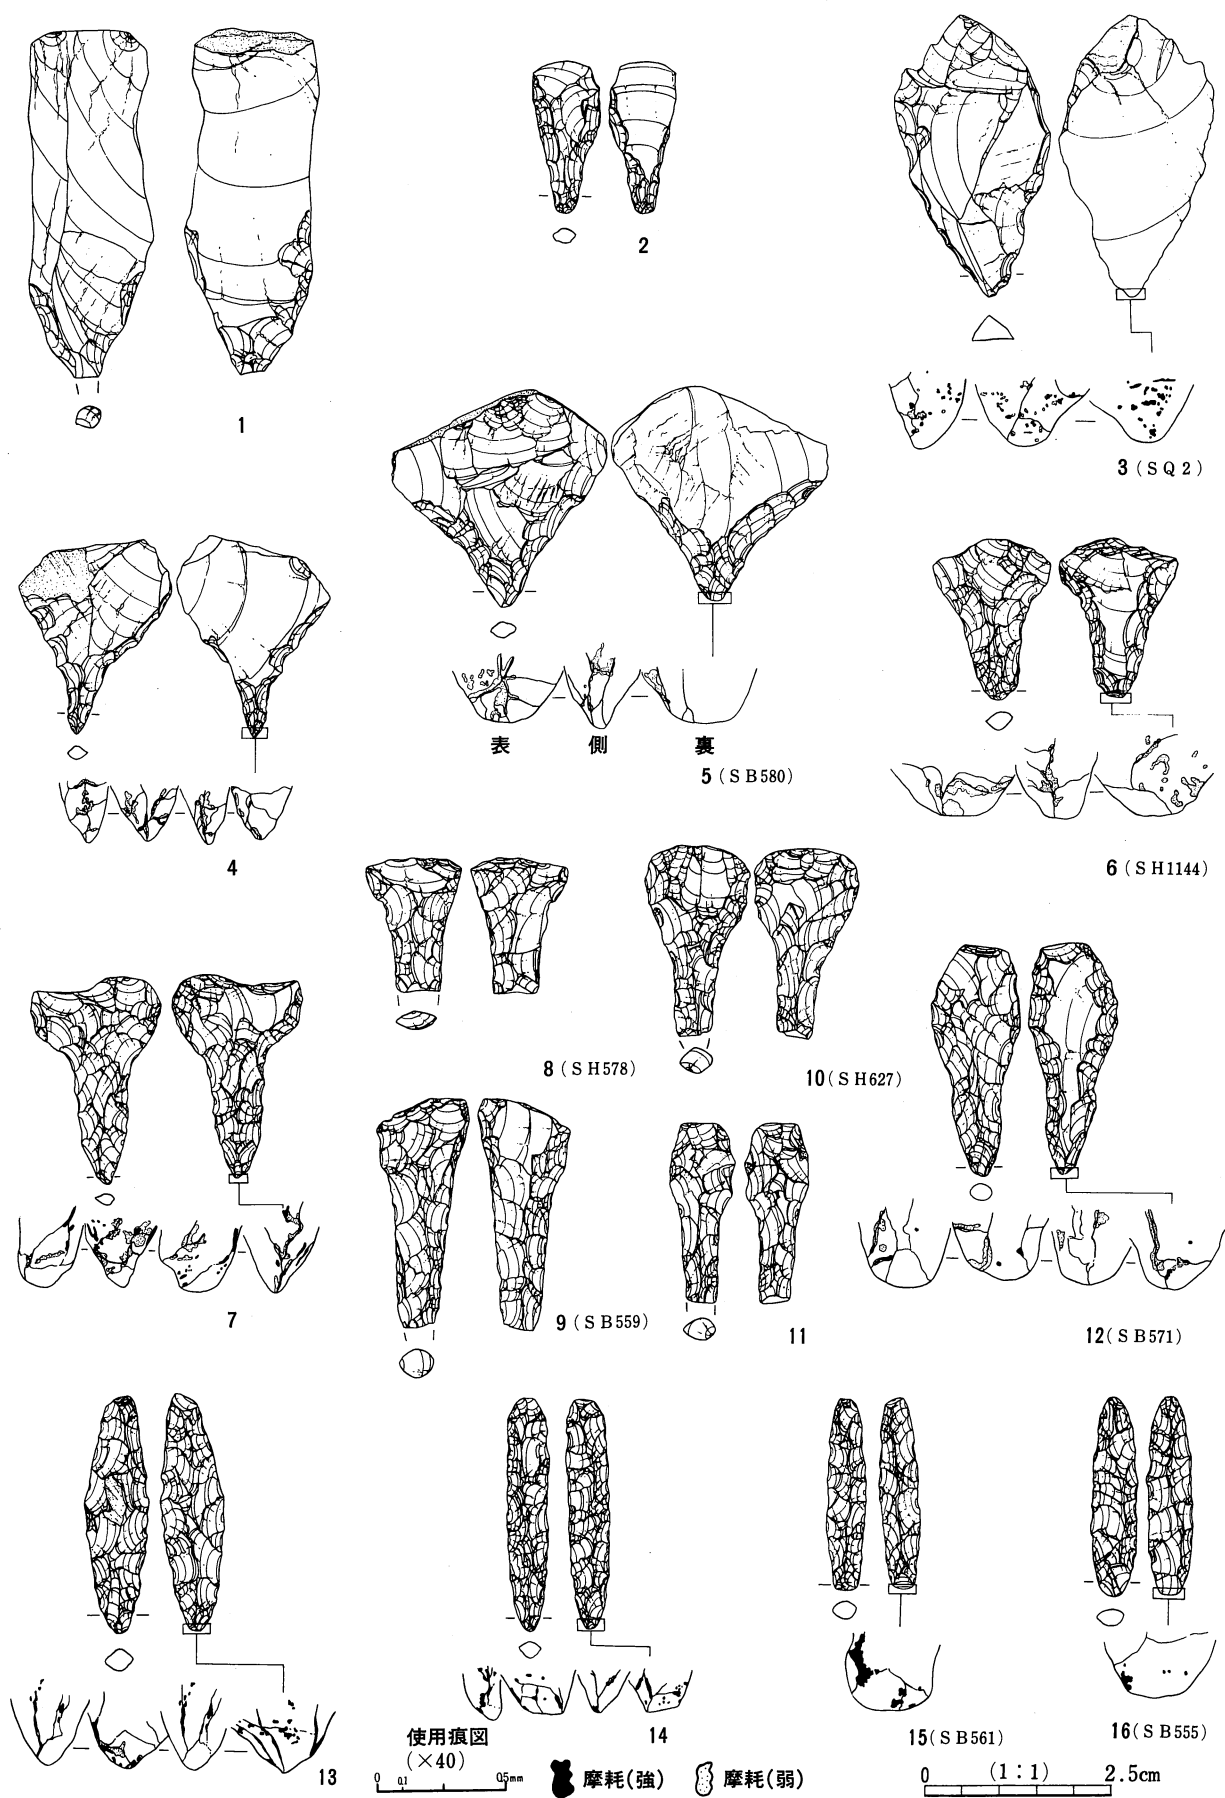 1
2
3 (SQ2)
4
表 側 裏
5 (SB580)
6 (SH1144)
7
8 (SH578)
9 (SB559)
10 (SH627)
11
12 (SB571)
13
14
15 (SB561)
16 (SB555)
使用痕図
(×40)
0 0.1 0.5mm
摩耗(強) 摩耗(弱)
0 (1:1) 2.5cm